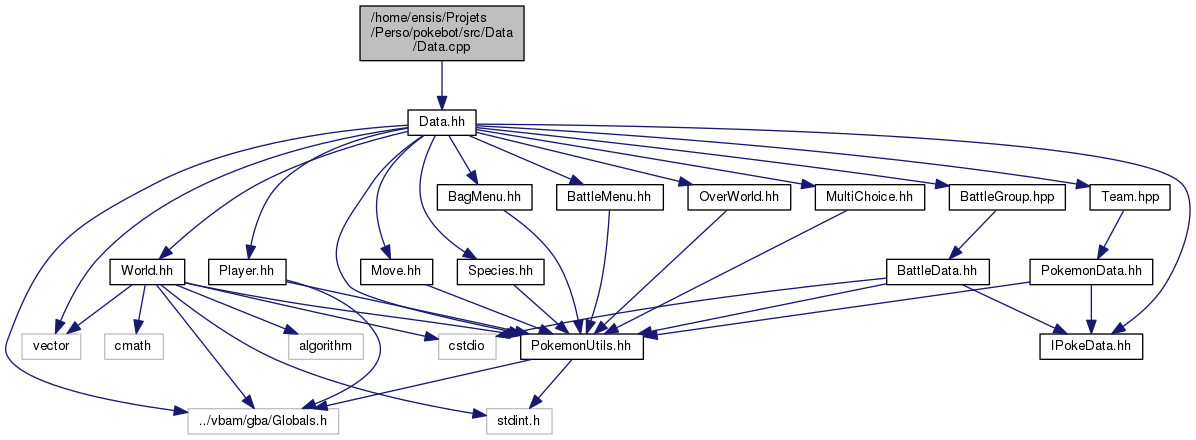 /home/ensis/Projets
/Perso/pokebot/src/Data
/Data.cpp
Data.hh
BagMenu.hh
BattleMenu.hh
OverWorld.hh
MultiChoice.hh
BattleGroup.hpp
Team.hpp
World.hh
Player.hh
Move.hh
Species.hh
BattleData.hh
PokemonData.hh
vector
cmath
algorithm
cstdio
PokemonUtils.hh
IPokeData.hh
../vbam/gba/Globals.h
stdint.h